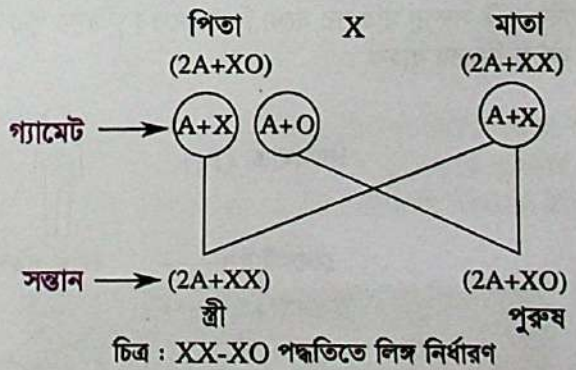 পিতা X মাতা
(2A+XO) (2A+XX)
গ্যামেট A+X A+O A+X
সন্তান (2A+XX) (2A+XO)
স্ত্রী পুরুষ
চিত্র : XX-XO পদ্ধতিতে লিঙ্গ নির্ধারণ